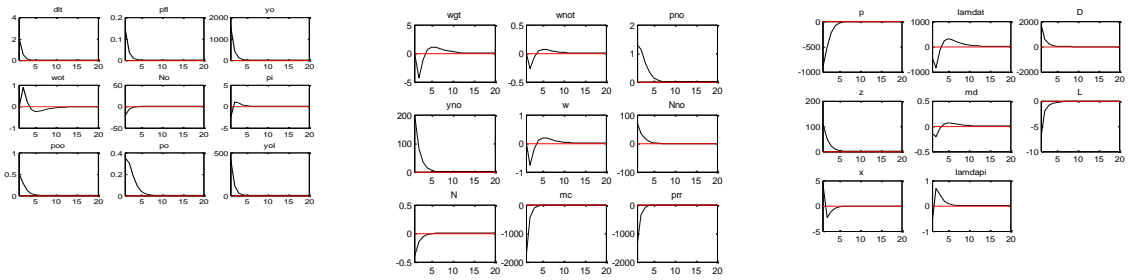 dlt pfl yo
4 0.2 2000
2 0.1 1000
0 0 0
5 10 15 20 5 10 15 20 5 10 15 20
wot No pi
1 50 5
0 0 0
-1 -50 -5
5 10 15 20 5 10 15 20 5 10 15 20
poo po yol
1 0.4 500
0.5 0.2
0 0 0
5 10 15 20 5 10 15 20 5 10 15 20
wgt wnot pno
5 0.5 2
0 0 1
-5 -0.5 0
5 10 15 20 5 10 15 20 5 10 15 20
yno w Nno
200 1 100
100 0 0
0 -1 -100
5 10 15 20 5 10 15 20 5 10 15 20
N mc prr
0.5 0 0
0 -1000 -1000
-0.5 -2000 -2000
5 10 15 20 5 10 15 20 5 10 15 20
p lamdat D
0 1000 2000
-500 0 0
-1000 -1000 -2000
5 10 15 20 5 10 15 20 5 10 15 20
z md L
200 0.5 0
100 0 -5
0 -0.5 -10
5 10 15 20 5 10 15 20 5 10 15 20
x lamdapi
5 1
0 0
-5 -1
5 10 15 20 5 10 15 20